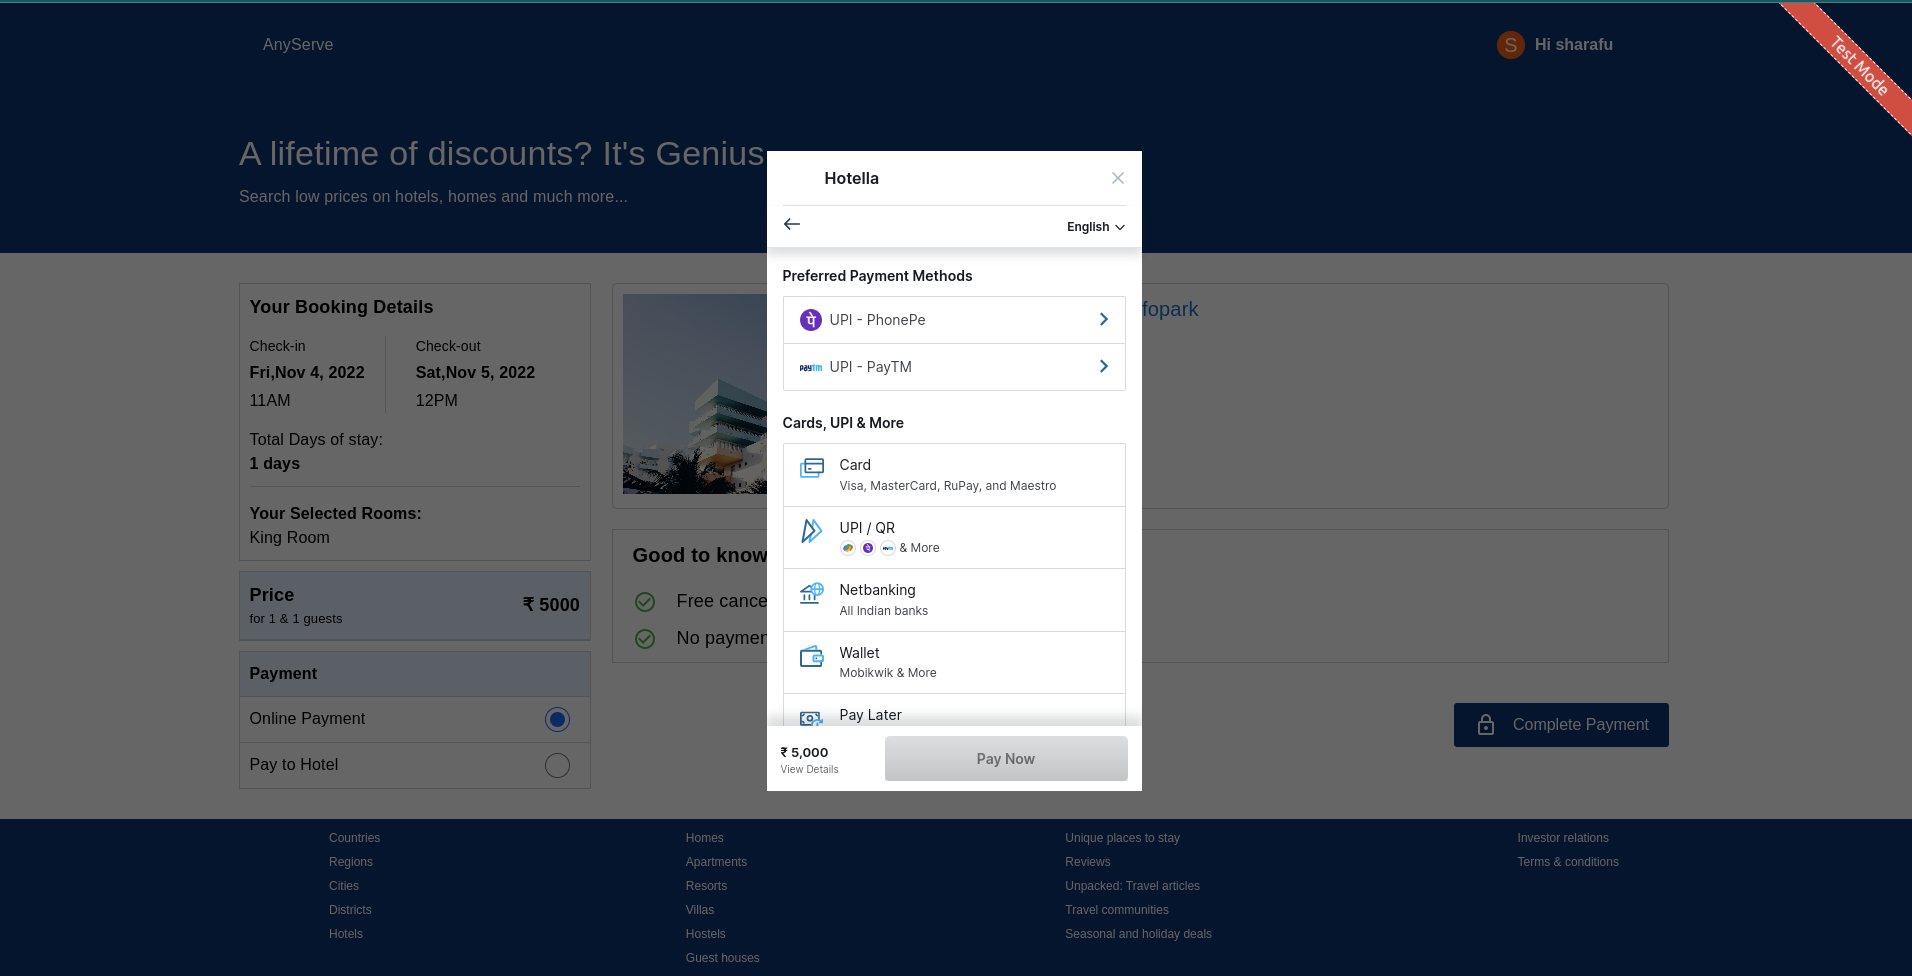 AnyServe
S Hi sharafu
Test Mode
A lifetime of discounts? It's Genius
Search low prices on hotels, homes and much more...
Hotella
English
Preferred Payment Methods
UPI - PhonePe
paytm UPI - PayTM
Cards, UPI & More
Card
Visa, MasterCard, RuPay, and Maestro
UPI / QR
& More
Netbanking
All Indian banks
Wallet
Mobikwik & More
Pay Later
₹ 5,000
View Details
Pay Now
Your Booking Details
Check-in
Fri,Nov 4, 2022
11AM
Check-out
Sat,Nov 5, 2022
12PM
Total Days of stay:
1 days
Your Selected Rooms:
King Room
Price
for 1 & 1 guests
₹ 5000
Payment
Online Payment
Pay to Hotel
fopark
Good to know
Free cance
No paymen
Complete Payment
Countries
Regions
Cities
Districts
Hotels
Homes
Apartments
Resorts
Villas
Hostels
Guest houses
Unique places to stay
Reviews
Unpacked: Travel articles
Travel communities
Seasonal and holiday deals
Investor relations
Terms & conditions